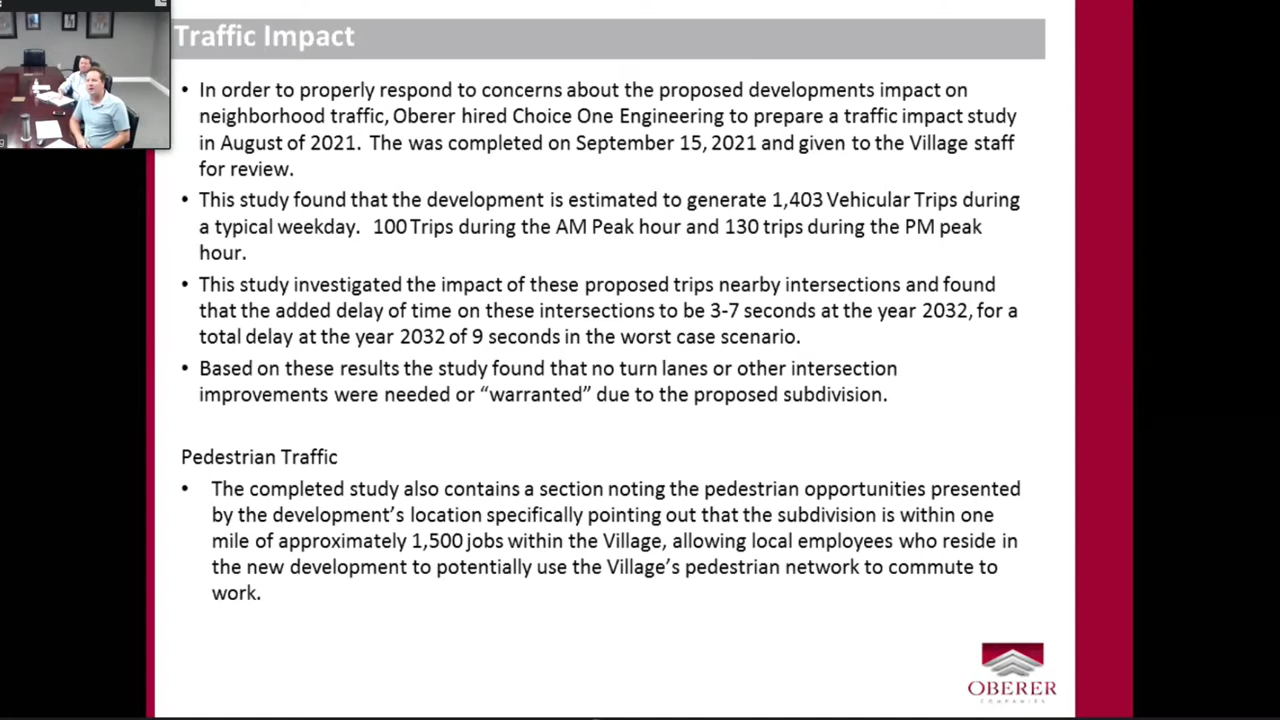 Traffic Impact
• In order to properly respond to concerns about the proposed developments impact on
neighborhood traffic, Oberer hired Choice One Engineering to prepare a traffic impact study
in August of 2021. The was completed on September 15, 2021 and given to the Village staff
for review.
• This study found that the development is estimated to generate 1,403 Vehicular Trips during
a typical weekday. 100 Trips during the AM Peak hour and 130 trips during the PM peak
hour.
• This study investigated the impact of these proposed trips nearby intersections and found
that the added delay of time on these intersections to be 3-7 seconds at the year 2032, for a
total delay at the year 2032 of 9 seconds in the worst case scenario.
• Based on these results the study found that no turn lanes or other intersection
improvements were needed or “warranted” due to the proposed subdivision.
Pedestrian Traffic
• The completed study also contains a section noting the pedestrian opportunities presented
by the development’s location specifically pointing out that the subdivision is within one
mile of approximately 1,500 jobs within the Village, allowing local employees who reside in
the new development to potentially use the Village’s pedestrian network to commute to
work.
OBERER
COMPANIES